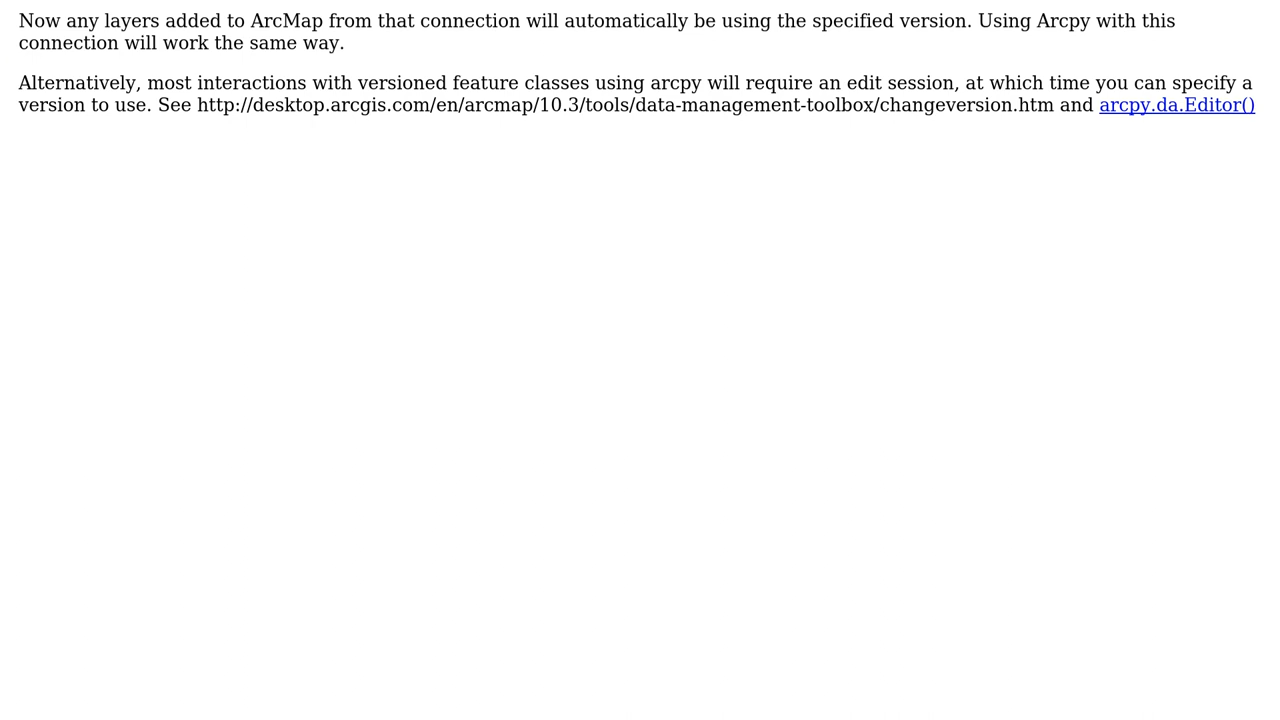 Now any layers added to ArcMap from that connection will automatically be using the specified version. Using Arcpy with this
connection will work the same way.
Alternatively, most interactions with versioned feature classes using arcpy will require an edit session, at which time you can specify a
version to use. See http://desktop.arcgis.com/en/arcmap/10.3/tools/data-management-toolbox/changeversion.htm and arcpy.da.Editor()